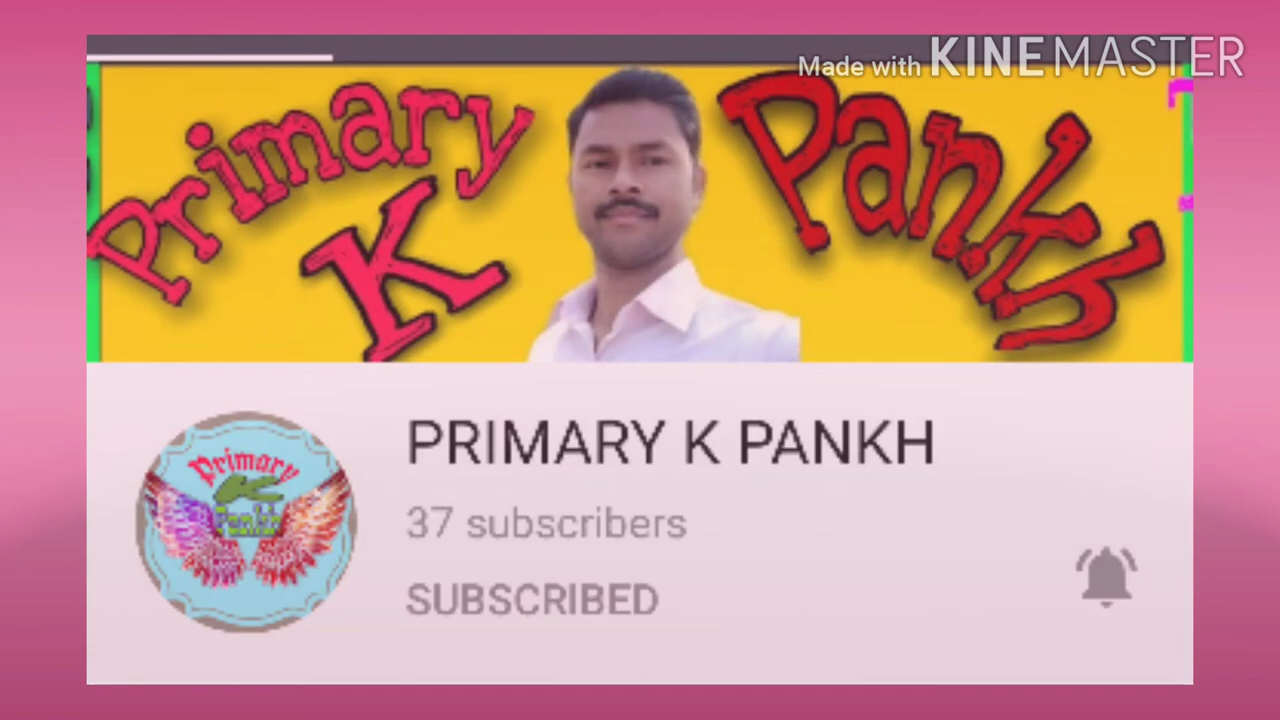 Made with KINEMASTER
Primary
K
Pankh
PRIMARY K PANKH
37 subscribers
SUBSCRIBED
Primary
K